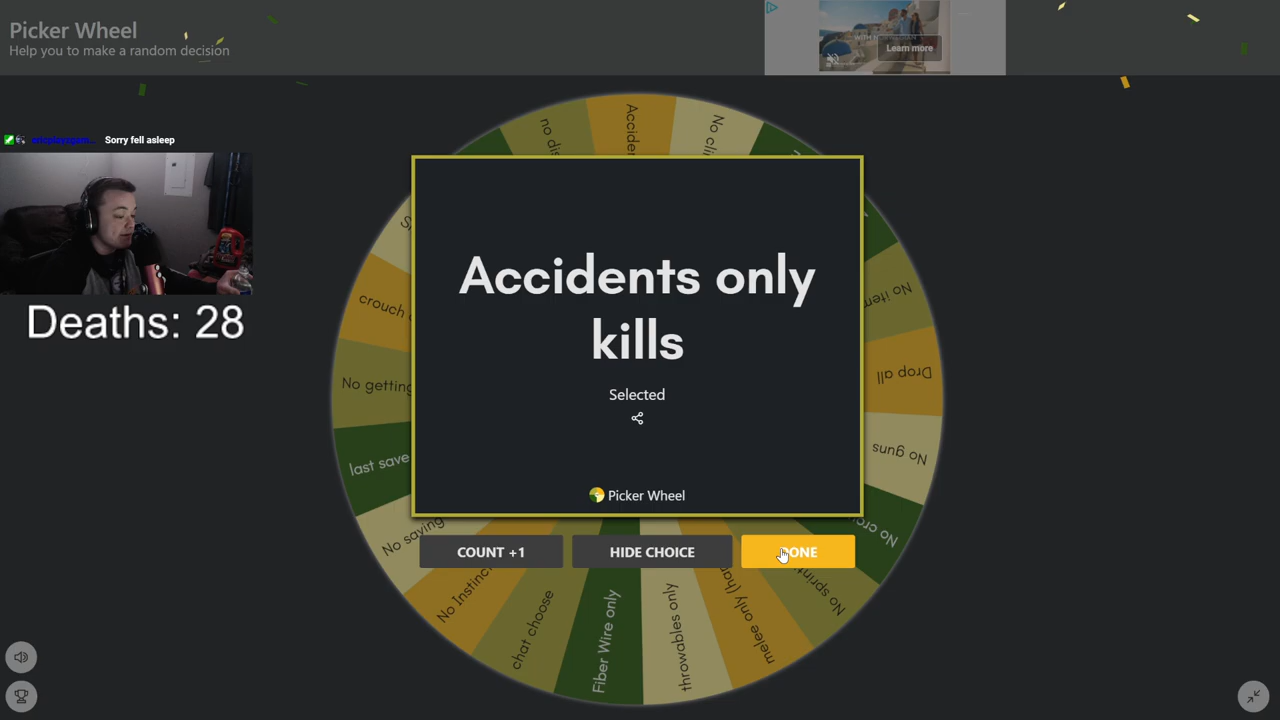 Picker Wheel
Help you to make a random decision
Learn more
Sorry fell asleep
Deaths: 28
Accidents only
kills
Selected
Picker Wheel
COUNT +1
HIDE CHOICE
DONE
crouch
No getting
last save
No saving
No Instinct
chat choose
Fiber Wire only
throwables only
melee only (ha
No sprintin
No cro
No guns
Drop all
No item
no dis
Acciden
No cli